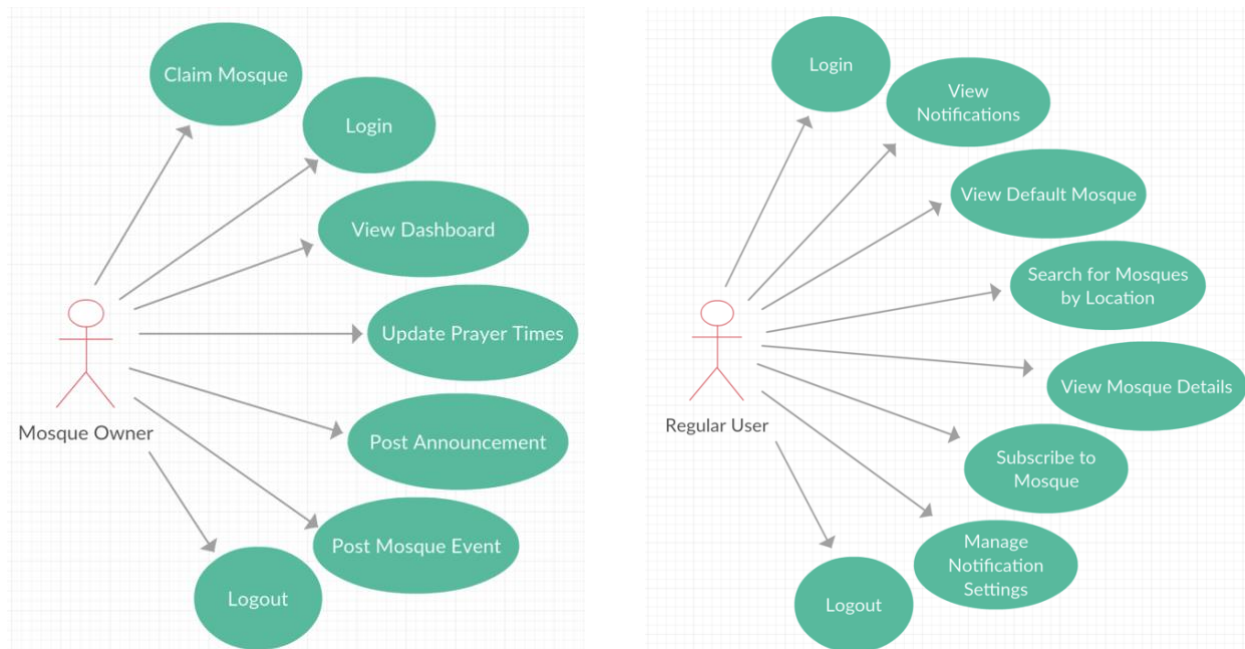 Claim Mosque
Login
View Dashboard
Update Prayer Times
Post Announcement
Post Mosque Event
Logout
Mosque Owner
Login
View
Notifications
View Default Mosque
Search for Mosques
by Location
View Mosque Details
Subscribe to
Mosque
Manage
Notification
Settings
Logout
Regular User